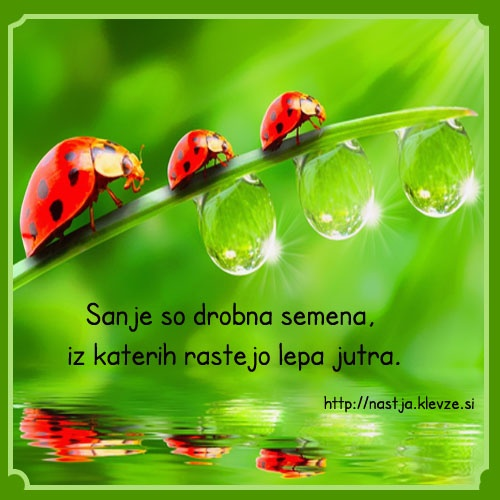 Sanje so drobna semena,
iz katerih rastejo lepa jutra.
http://nastja.klevze.si